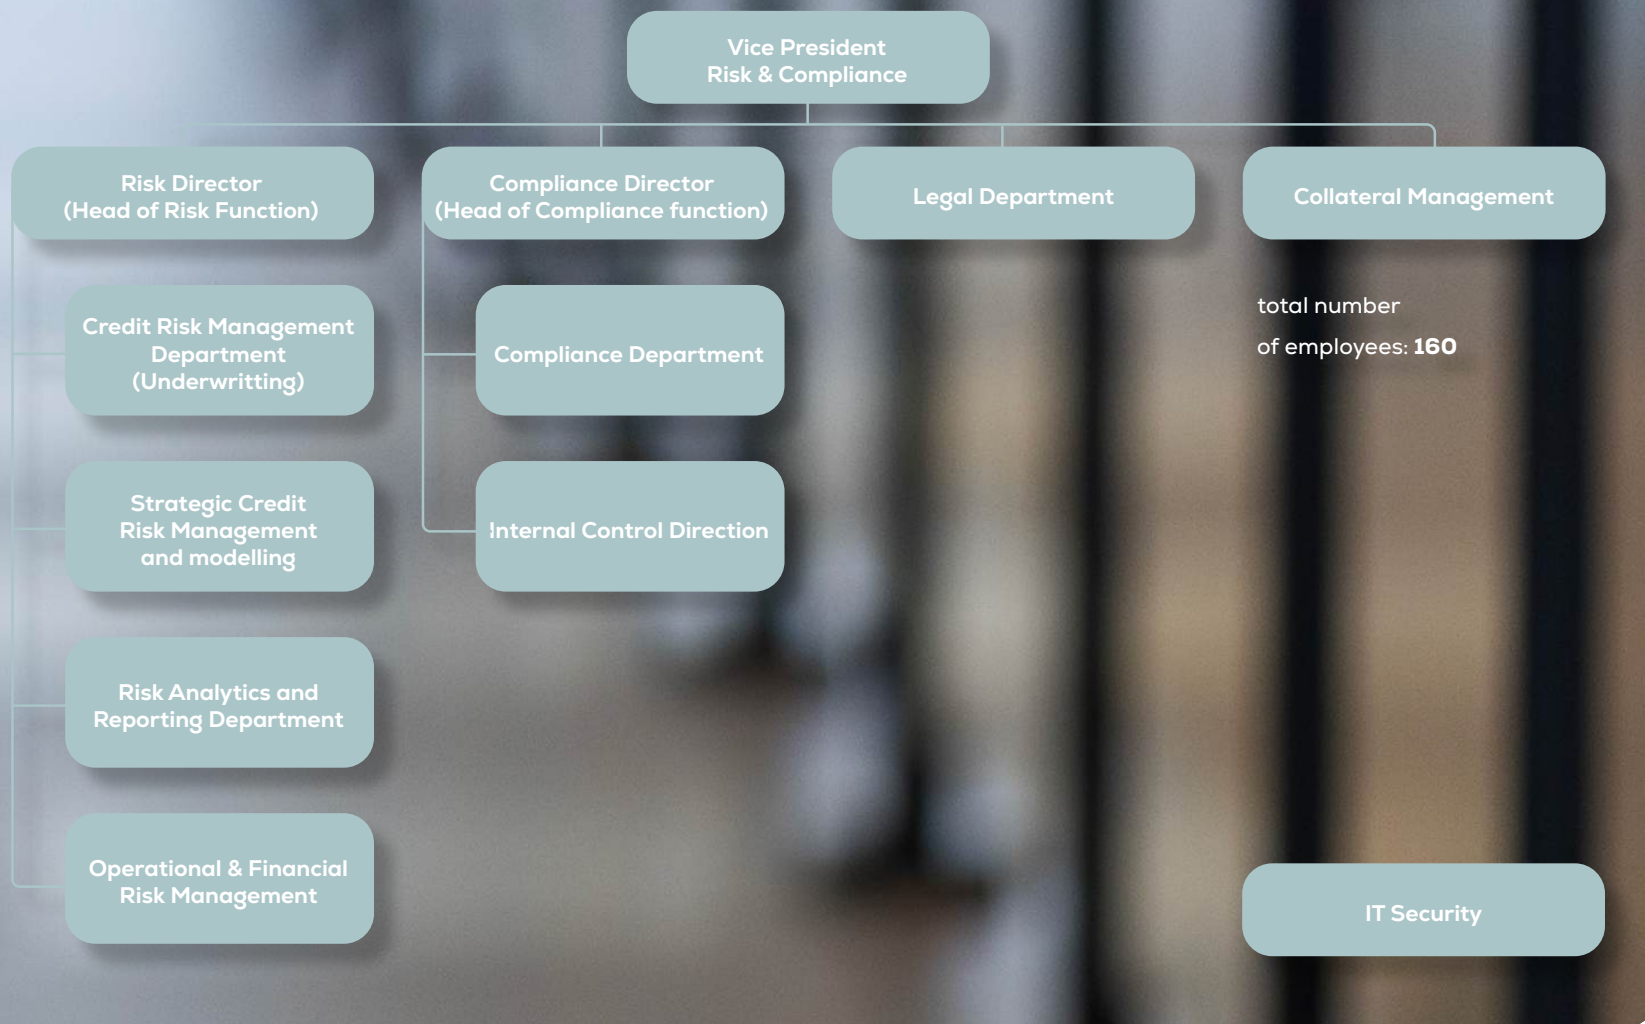 Vice President
Risk & Compliance
Risk Director
(Head of Risk Function)
Compliance Director
(Head of Compliance function)
Legal Department
Collateral Management
Credit Risk Management
Department
(Underwritting)
Compliance Department
total number
of employees: 160
Strategic Credit
Risk Management
and modelling
Internal Control Direction
Risk Analytics and
Reporting Department
Operational & Financial
Risk Management
IT Security